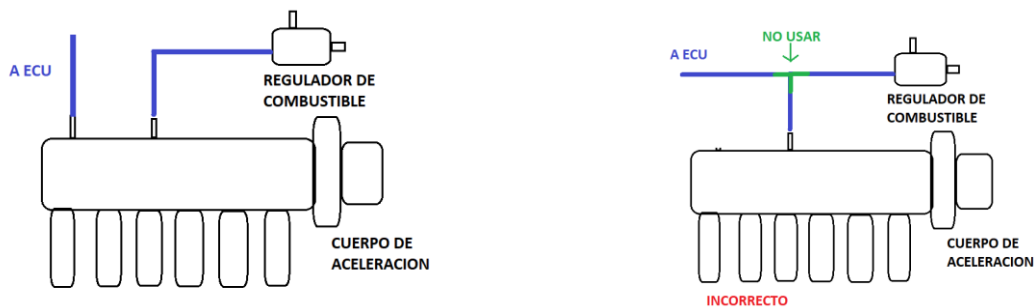 A ECU
REGULADOR DE
COMBUSTIBLE
CUERPO DE
ACELERACION
NO USAR
A ECU
REGULADOR DE
COMBUSTIBLE
CUERPO DE
ACELERACION
INCORRECTO